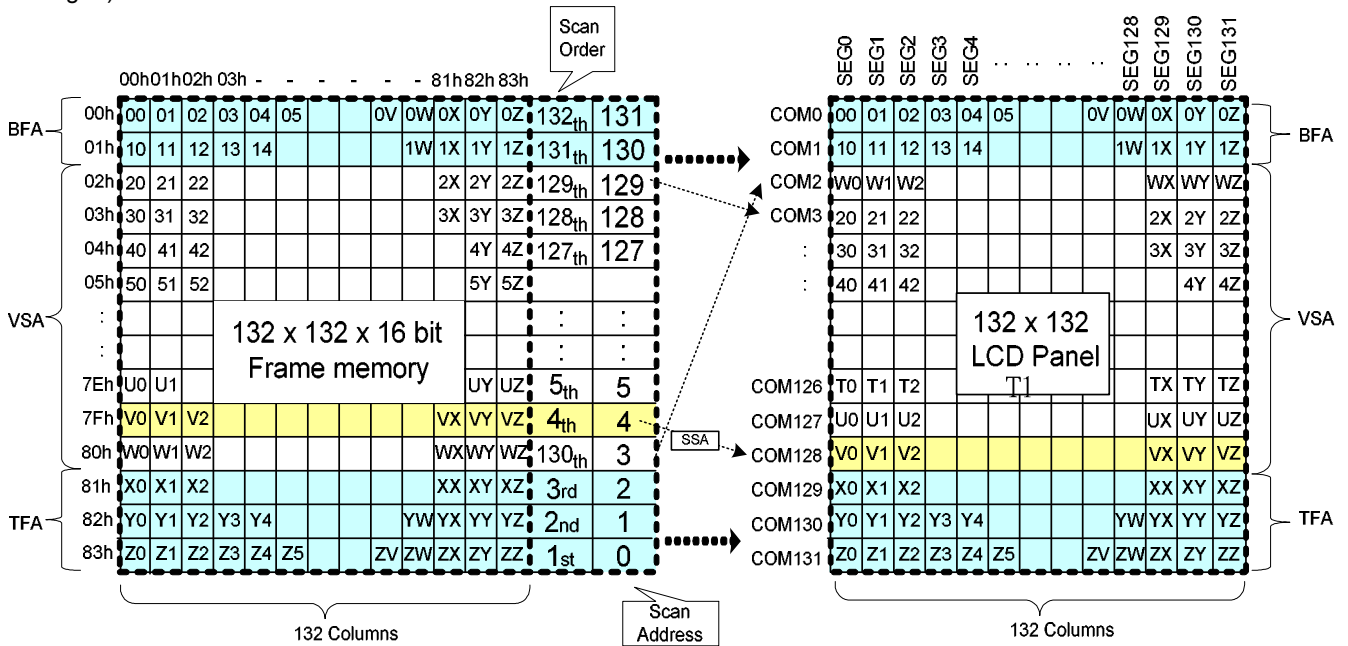 Scan
Order
00h 01h 02h 03h - - - - - - 81h 82h 83h
SEG0 SEG1 SEG2 SEG3 SEG4 .. .. .. .. SEG128 SEG129 SEG130 SEG131
BFA
00h 00 01 02 03 04 05 0V 0W 0X 0Y 0Z 132th 131
01h 10 11 12 13 14 1W 1X 1Y 1Z 131th 130
VSA
02h 20 21 22 2X 2Y 2Z 129th 129
03h 30 31 32 3X 3Y 3Z 128th 128
04h 40 41 42 4Y 4Z 127th 127
05h 50 51 52 5Y 5Z
: : :
: : :
132 x 132 x 16 bit
Frame memory
7Eh U0 U1 UY UZ 5th 5
7Fh V0 V1 V2 VX VY VZ 4th 4
80h W0 W1 W2 WX WY WZ 130th 3
TFA
81h X0 X1 X2 XX XY XZ 3rd 2
82h Y0 Y1 Y2 Y3 Y4 YW YX YY YZ 2nd 1
83h Z0 Z1 Z2 Z3 Z4 Z5 ZV ZW ZX ZY ZZ 1st 0
132 Columns
Scan
Address
SSA
COM0 00 01 02 03 04 05 0V 0W 0X 0Y 0Z
COM1 10 11 12 13 14 1W 1X 1Y 1Z
BFA
COM2 W0 W1 W2 WX WY WZ
COM3 20 21 22 2X 2Y 2Z
: 30 31 32 3X 3Y 3Z
: 40 41 42 4Y 4Z
132 x 132
LCD Panel
T1
VSA
COM126 T0 T1 T2 TX TY TZ
COM127 U0 U1 U2 UX UY UZ
COM128 V0 V1 V2 VX VY VZ
COM129 X0 X1 X2 XX XY XZ
COM130 Y0 Y1 Y2 Y3 Y4 YW YX YY YZ
COM131 Z0 Z1 Z2 Z3 Z4 Z5 ZV ZW ZX ZY ZZ
TFA
132 Columns